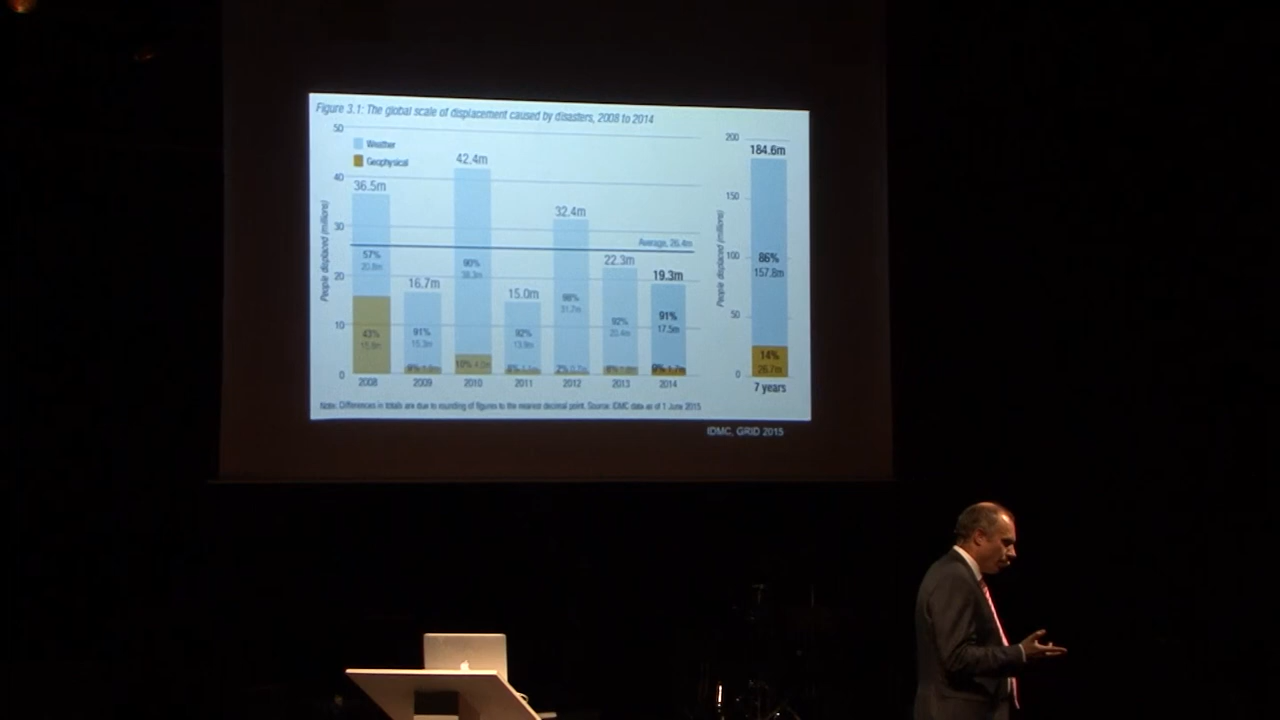 Figure 3.1: The global scale of displacement caused by disasters, 2008 to 2014
People displaced (millions)
50
40
30
20
10
0
Weather
Geophysical
36.5m
57%
20.8m
43%
15.8m
2008
16.7m
91%
15.3m
2009
42.4m
90%
38.3m
10% 4.0m
2010
15.0m
92%
13.9m
2011
32.4m
98%
31.7m
2% 0.7m
2012
22.3m
92%
20.4m
2013
Average, 26.4m
19.3m
91%
17.5m
9% 1.7m
2014
People displaced (millions)
200
150
100
50
0
184.6m
86%
157.8m
14%
26.7m
7 years
Note: Differences in totals are due to rounding of figures to the nearest decimal point. Source: IDMC data as of 1 June 2015
IDMC, GRID 2015